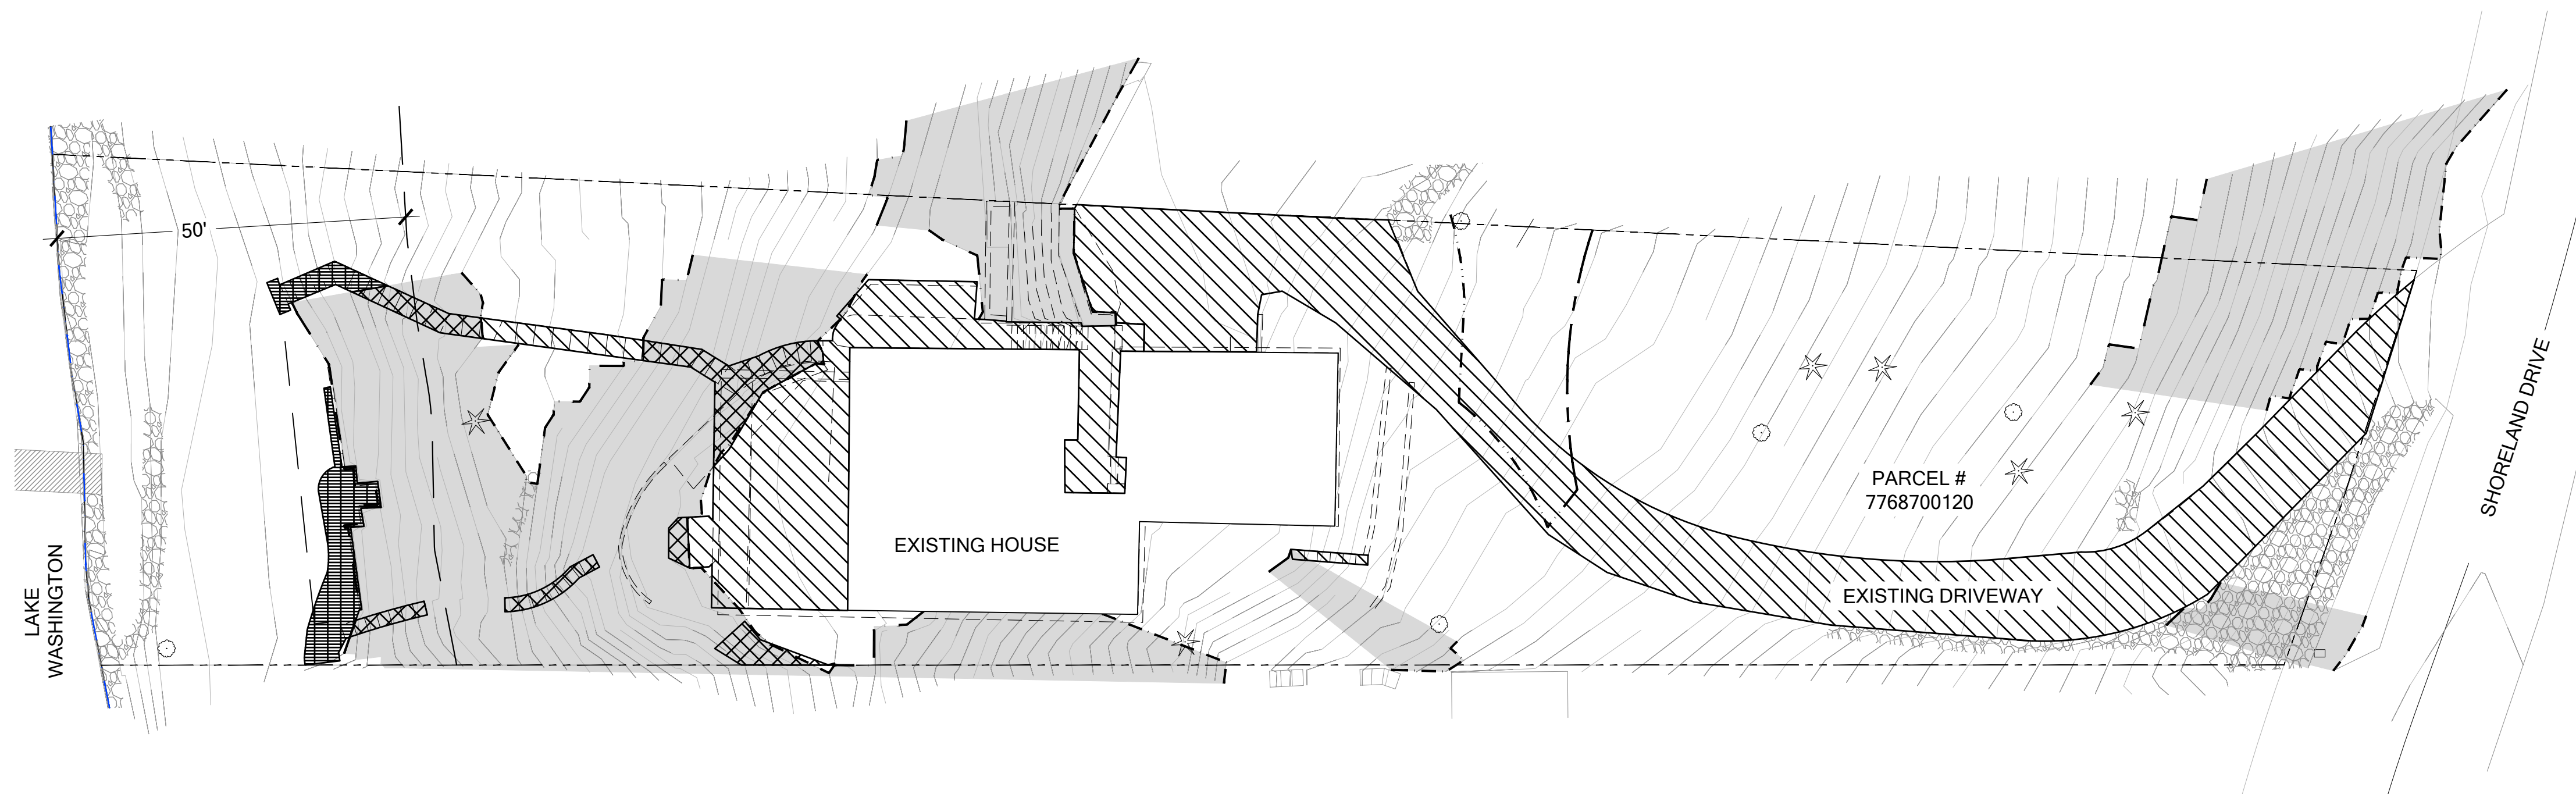 50'
LAKE
WASHINGTON
EXISTING HOUSE
PARCEL #
7768700120
EXISTING DRIVEWAY
SHORELAND DRIVE